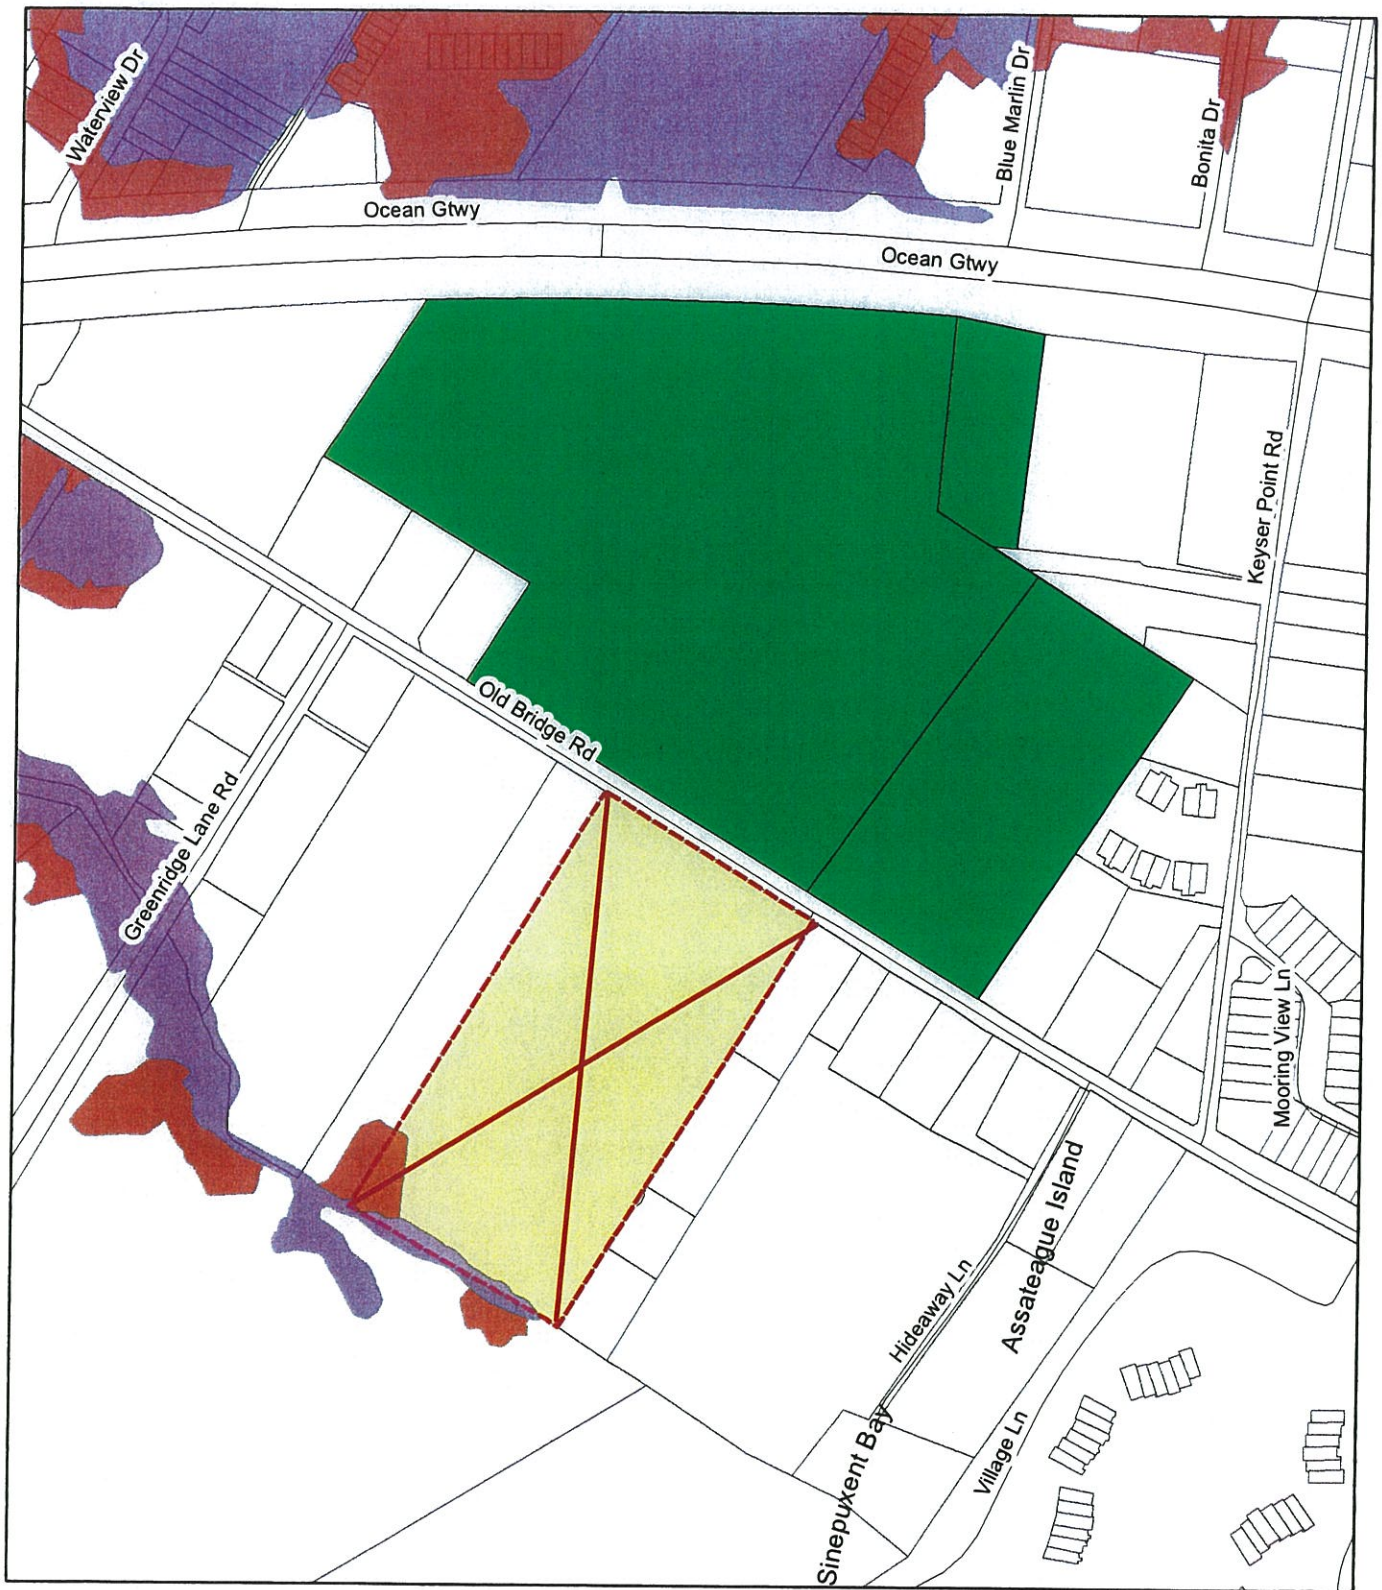 Waterview Dr
Blue Marlin Dr
Bonita Dr
Ocean Gtwy
Ocean Gtwy
Keyser Point Rd
Old Bridge Rd
Greenridge Lane Rd
Mooring View Ln
Assateague Island
Hideaway Ln
Village Ln
Sinepuxent Bay